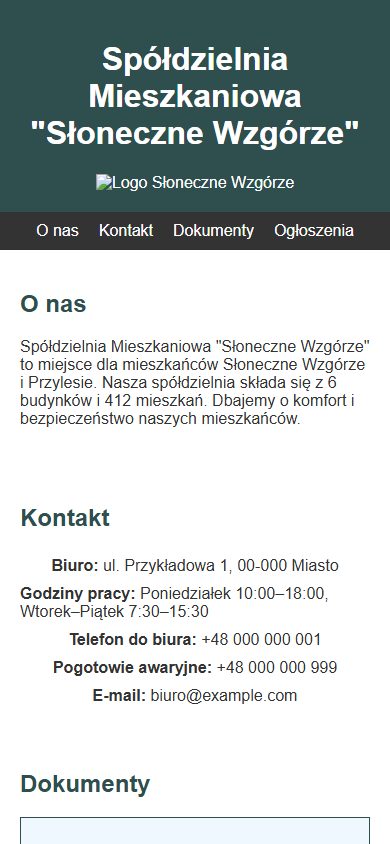 Spółdzielnia
Mieszkaniowa
"Słoneczne Wzgórze"
Logo Słoneczne Wzgórze
O nas Kontakt Dokumenty Ogłoszenia
O nas
Spółdzielnia Mieszkaniowa "Słoneczne Wzgórze"
to miejsce dla mieszkańców Słoneczne Wzgórze
i Przylesie. Nasza spółdzielnia składa się z 6
budynków i 412 mieszkań. Dbajemy o komfort i
bezpieczeństwo naszych mieszkańców.
Kontakt
Biuro: ul. Przykładowa 1, 00-000 Miasto
Godziny pracy: Poniedziałek 10:00–18:00,
Wtorek–Piątek 7:30–15:30
Telefon do biura: +48 000 000 001
Pogotowie awaryjne: +48 000 000 999
E-mail: biuro@example.com
Dokumenty